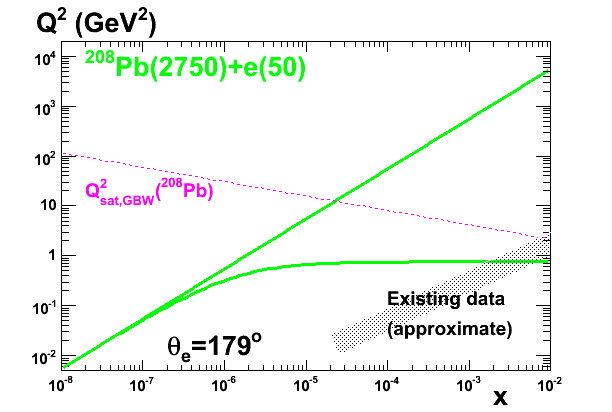 Q² (GeV²)
²⁰⁸Pb(2750)+e(50)
10⁴
10³
10²
Q²sat,GBW(²⁰⁸Pb)
10
1
10⁻¹
Existing data
(approximate)
θe=179°
10⁻²
10⁻⁸ 10⁻⁷ 10⁻⁶ 10⁻⁵ 10⁻⁴ 10⁻³ 10⁻²
x